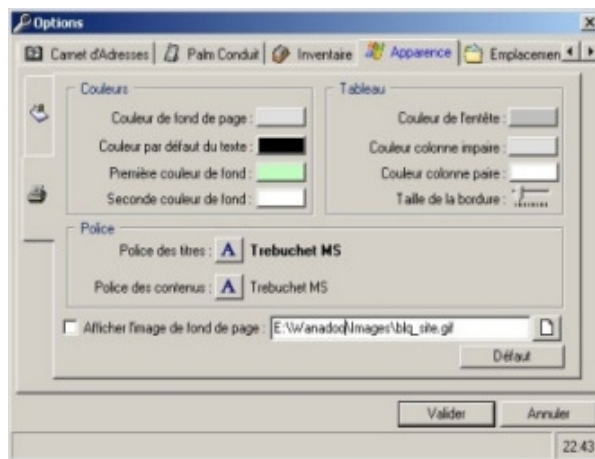 Options
Carnet d'Adresses Palm Conduit Inventaire Apparence Emplacemen
Couleurs
Couleur de fond de page :
Couleur par défaut du texte :
Première couleur de fond :
Seconde couleur de fond :
Tableau
Couleur de l'entête :
Couleur colonne impaire :
Couleur colonne paire :
Taille de la bordure :
Police
Police des titres : A Trebuchet MS
Police des contenus : A Trebuchet MS
Afficher l'image de fond de page : E:\Wanadoo\Images\blq_site.gif
Défaut
Valider Annuler
22:43